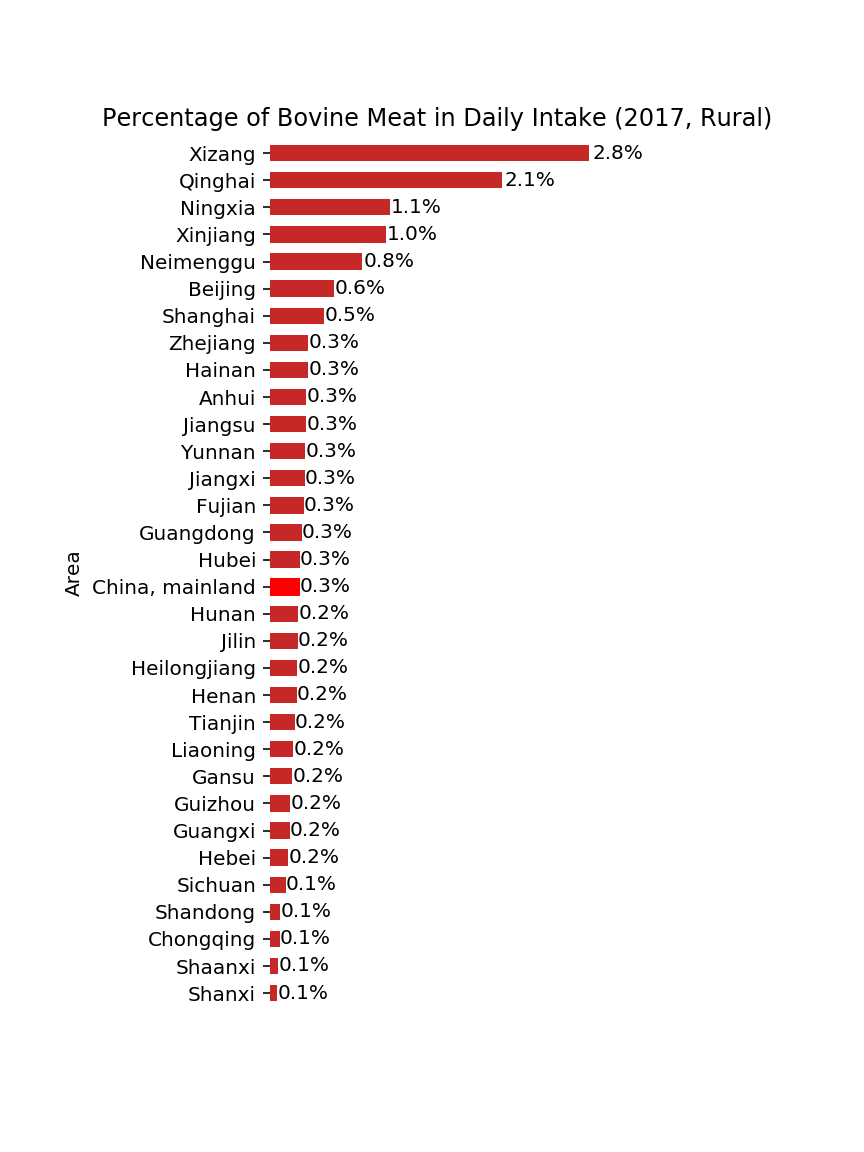 Percentage of Bovine Meat in Daily Intake (2017, Rural)
Xizang 2.8%
Qinghai 2.1%
Ningxia 1.1%
Xinjiang 1.0%
Neimenggu 0.8%
Beijing 0.6%
Shanghai 0.5%
Zhejiang 0.3%
Hainan 0.3%
Anhui 0.3%
Jiangsu 0.3%
Yunnan 0.3%
Jiangxi 0.3%
Fujian 0.3%
Guangdong 0.3%
Hubei 0.3%
Area
China, mainland 0.3%
Hunan 0.2%
Jilin 0.2%
Heilongjiang 0.2%
Henan 0.2%
Tianjin 0.2%
Liaoning 0.2%
Gansu 0.2%
Guizhou 0.2%
Guangxi 0.2%
Hebei 0.2%
Sichuan 0.1%
Shandong 0.1%
Chongqing 0.1%
Shaanxi 0.1%
Shanxi 0.1%